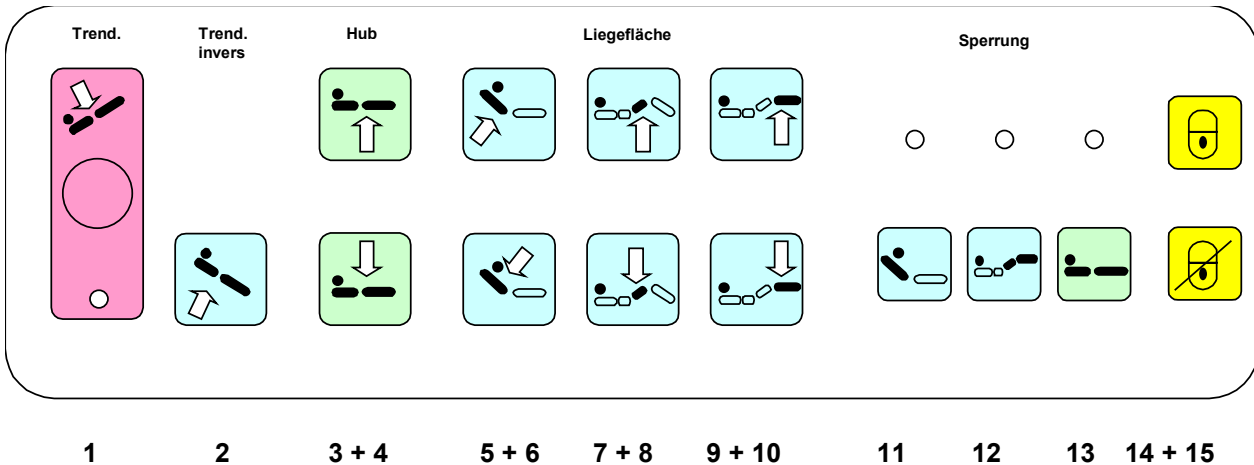 Trend.
Trend.
invers
Hub
Liegefläche
Sperrung
1 2 3 + 4 5 + 6 7 + 8 9 + 10 11 12 13 14 + 15